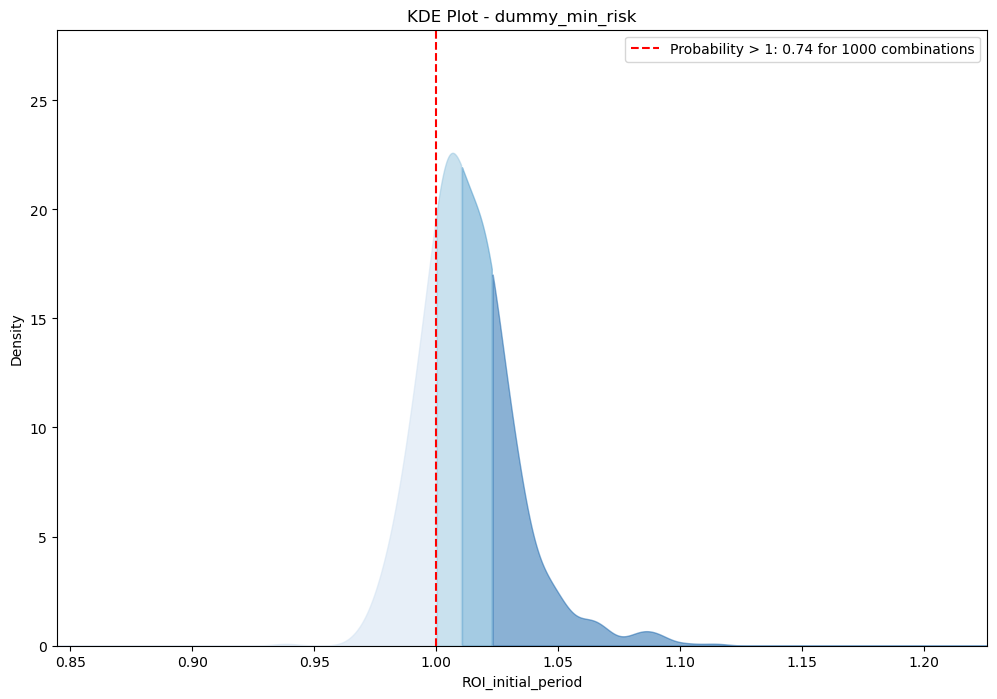 KDE Plot - dummy_min_risk
Probability > 1: 0.74 for 1000 combinations
25
20
15
10
5
0
Density
0.85 0.90 0.95 1.00 1.05 1.10 1.15 1.20
ROI_initial_period